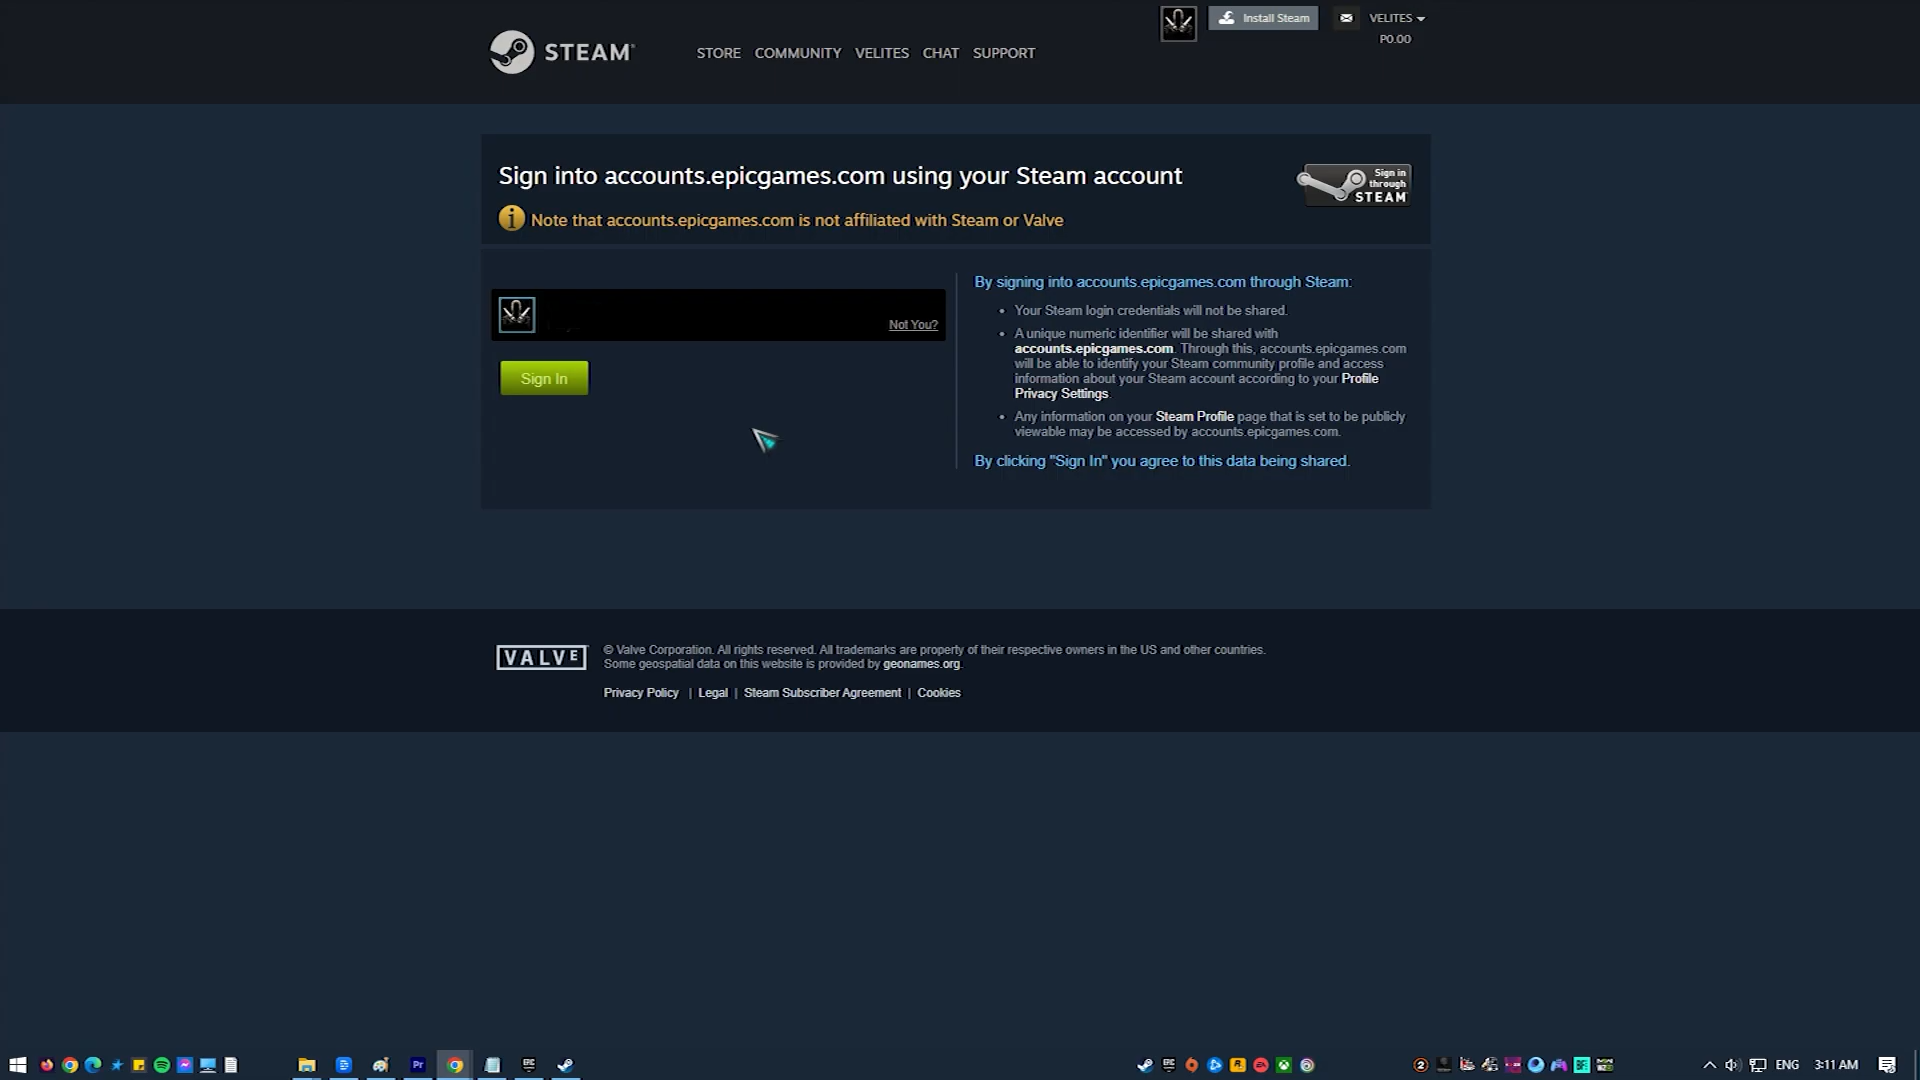 Install Steam
VELITES
P0.00
STEAM
STORE COMMUNITY VELITES CHAT SUPPORT
Sign into accounts.epicgames.com using your Steam account
Note that accounts.epicgames.com is not affiliated with Steam or Valve
Sign in
through
STEAM
Not You?
Sign In
By signing into accounts.epicgames.com through Steam:
• Your Steam login credentials will not be shared.
• A unique numeric identifier will be shared with
accounts.epicgames.com. Through this, accounts.epicgames.com
will be able to identify your Steam community profile and access
information about your Steam account according to your Profile
Privacy Settings.
• Any information on your Steam Profile page that is set to be publicly
viewable may be accessed by accounts.epicgames.com.
By clicking "Sign In" you agree to this data being shared.
VALVE
© Valve Corporation. All rights reserved. All trademarks are property of their respective owners in the US and other countries.
Some geospatial data on this website is provided by geonames.org.
Privacy Policy | Legal | Steam Subscriber Agreement | Cookies
Pr
EPIC
EPIC
R
EA
2
ENG
3:11 AM